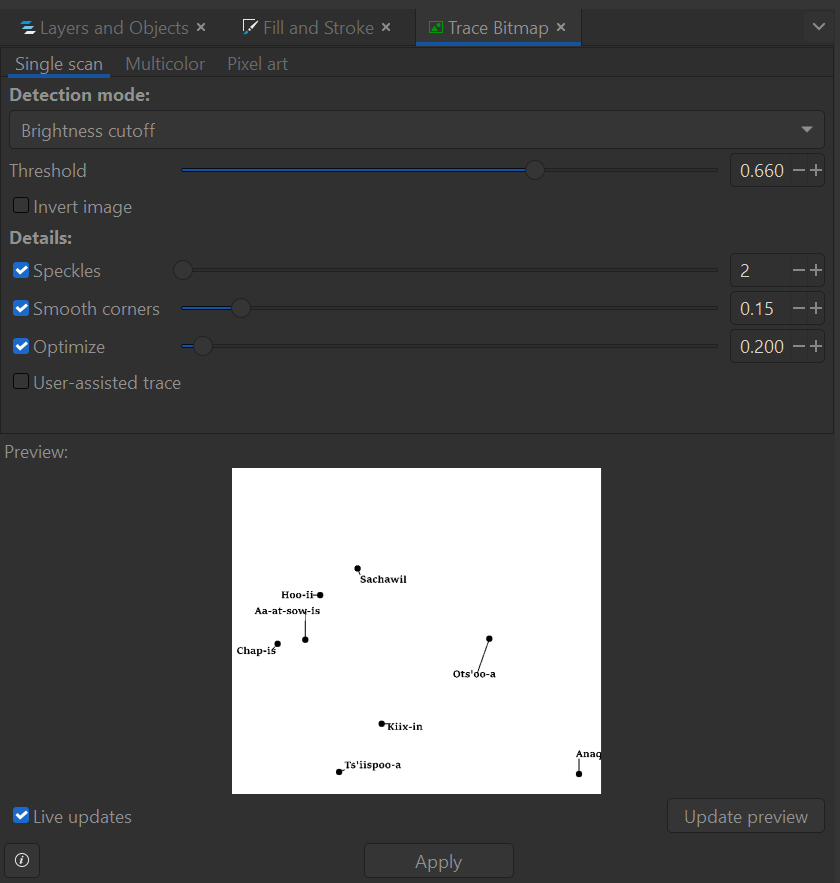 Layers and Objects × Fill and Stroke × Trace Bitmap ×
Single scan Multicolor Pixel art
Detection mode:
Brightness cutoff
Threshold 0.660 − +
Invert image
Details:
Speckles 2 − +
Smooth corners 0.15 − +
Optimize 0.200 − +
User-assisted trace
Preview:
Sachawil
Hoo-Ii
Aa-at-sow-is
Chap-is
Ots'oo-a
Kiix-in
Anaq
Ts'iispoo-a
Live updates Update preview
Apply